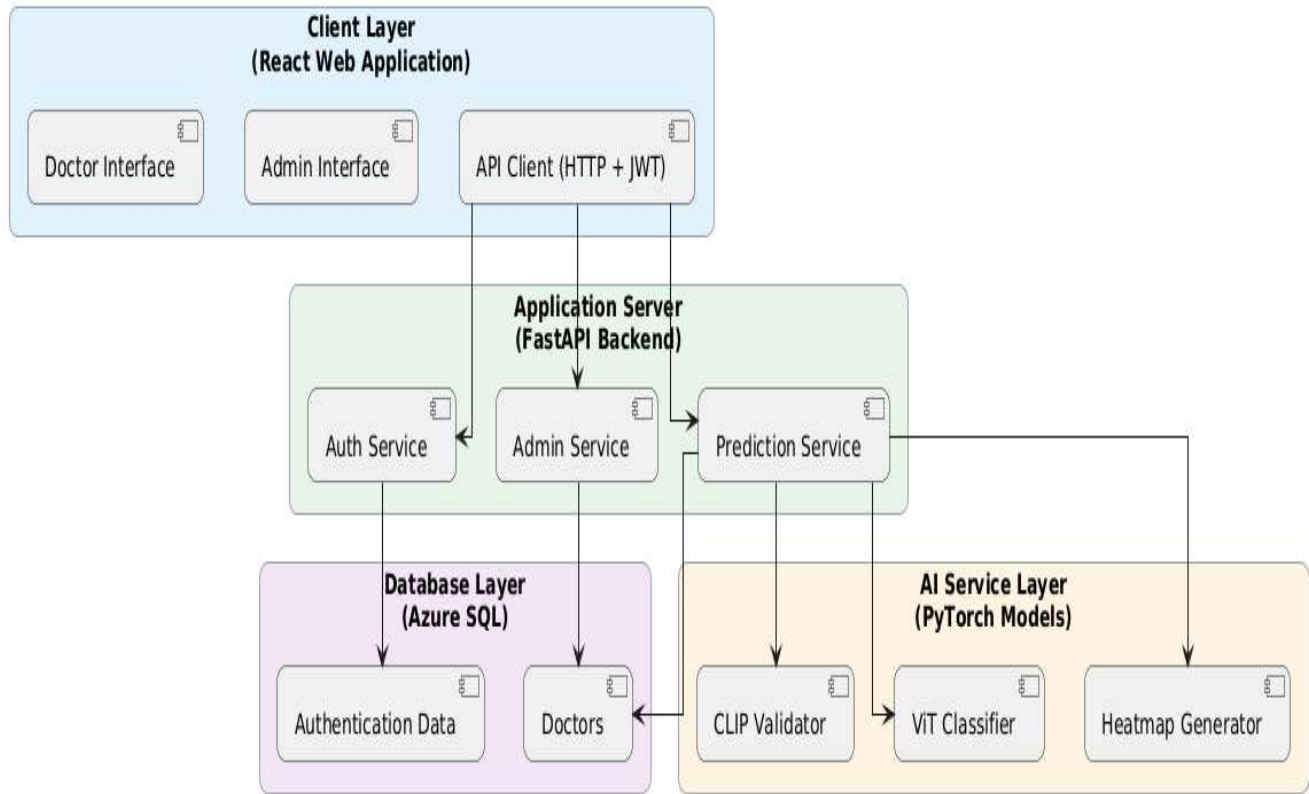 Client Layer
(React Web Application)
Doctor Interface
Admin Interface
API Client (HTTP + JWT)
Application Server
(FastAPI Backend)
Auth Service
Admin Service
Prediction Service
Database Layer
(Azure SQL)
Authentication Data
Doctors
AI Service Layer
(PyTorch Models)
CLIP Validator
ViT Classifier
Heatmap Generator